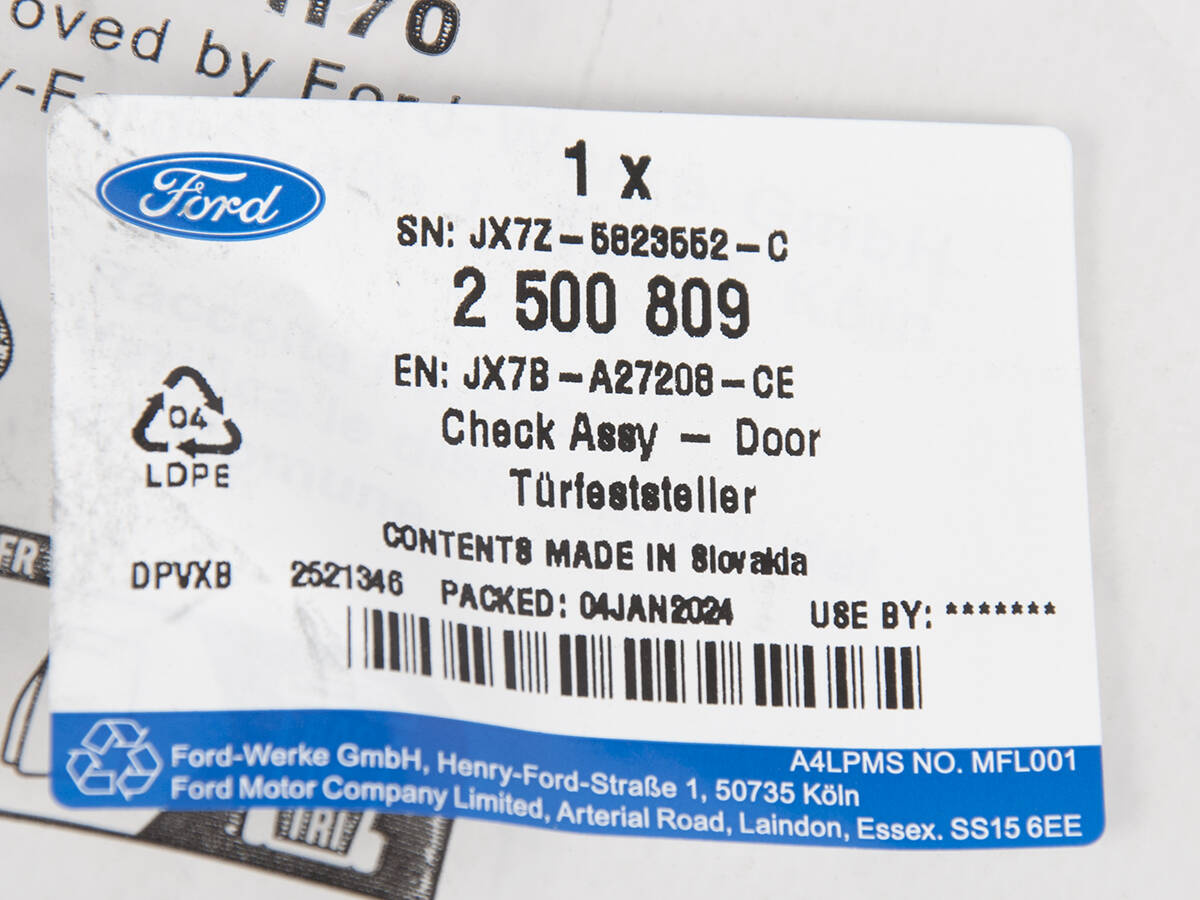 1170
oved by Ford
Ford
1 x
SN: JX7Z-5823552-C
2 500 809
EN: JX7B-A27208-CE
04
LDPE
Check Assy - Door
Türfeststeller
CONTENTS MADE IN Slovakia
DPVXB 2521346 PACKED: 04JAN2024 USE BY: *******
Ford-Werke GmbH, Henry-Ford-Straße 1, 50735 Köln
A4LPMS NO. MFL001
Ford Motor Company Limited, Arterial Road, Laindon, Essex. SS15 6EE